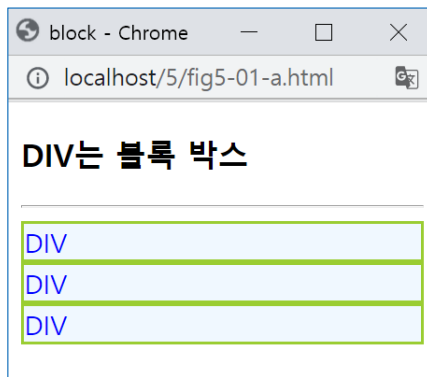 block - Chrome
localhost/5/fig5-01-a.html
DIV는 블록 박스
DIV
DIV
DIV